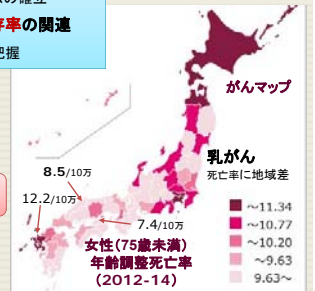 存率の関連
把握
がんマップ
乳がん
死亡率に地域差
8.5/10万
12.2/10万
7.4/10万
女性（75歳未満）
年齢調整死亡率
（2012-14）
～11.34
～10.77
～10.20
～9.63
9.63～